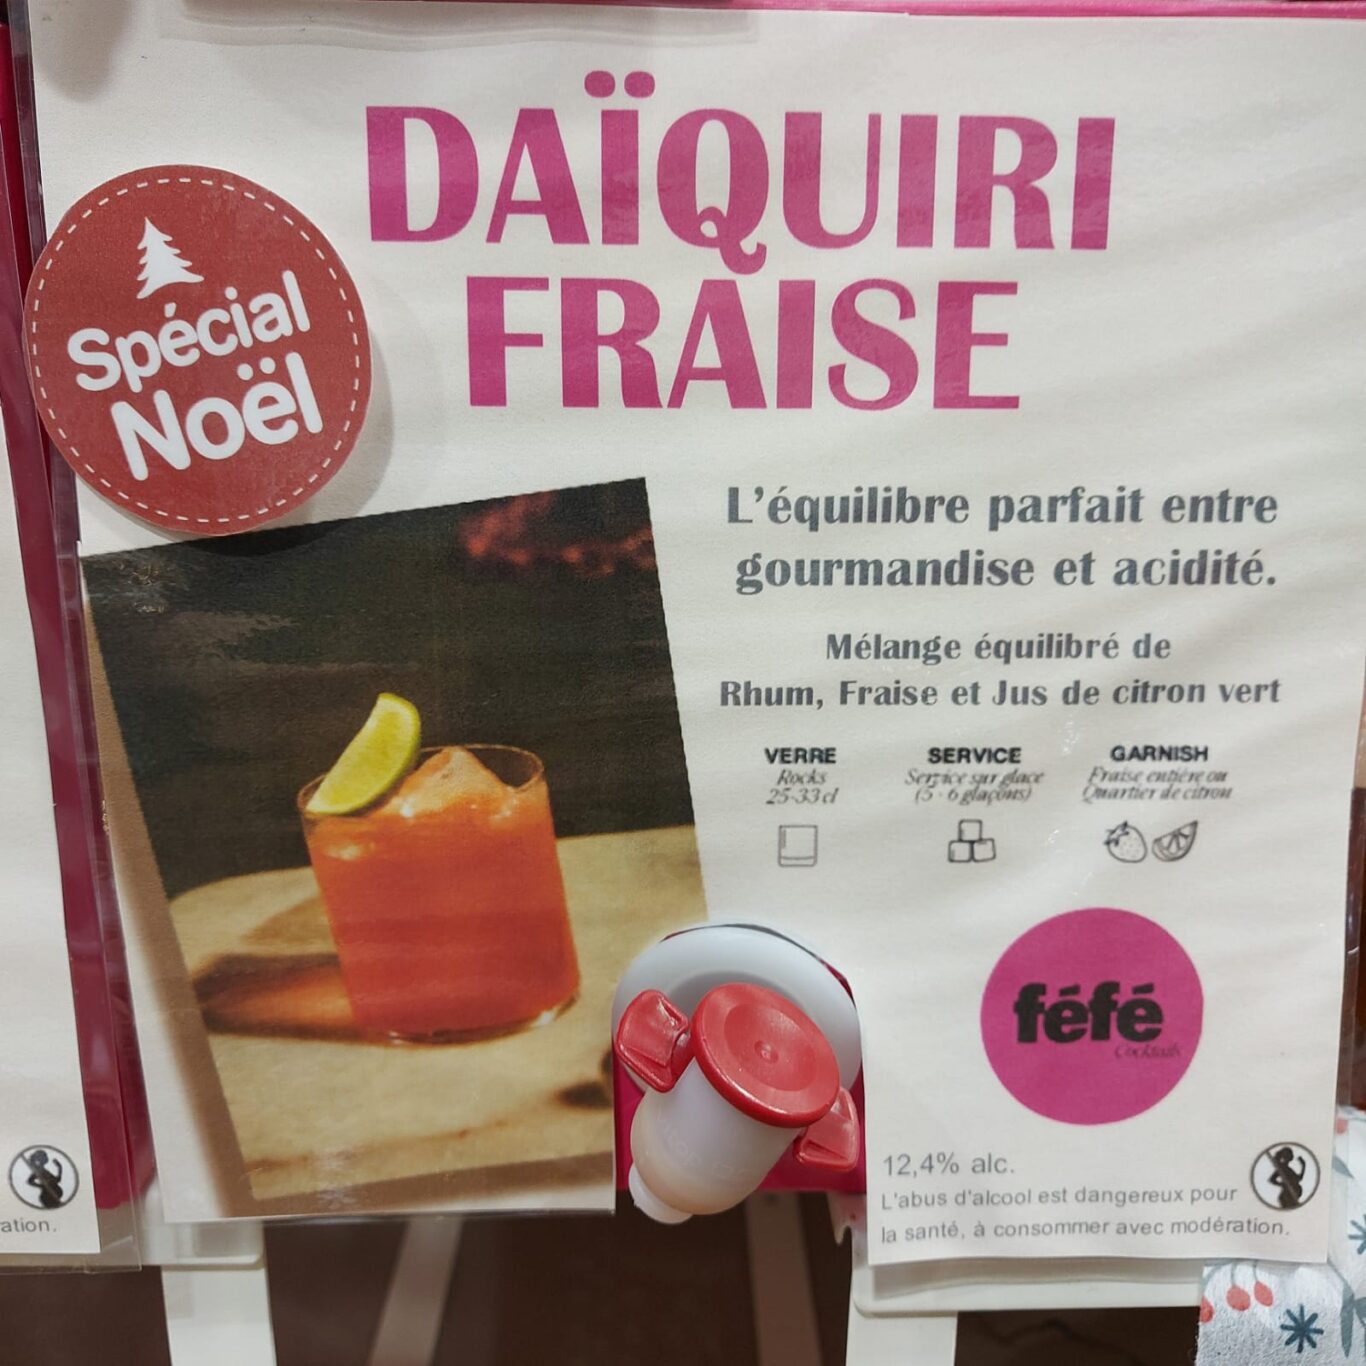 DAÏQUIRI
FRAISE
Spécial
Noël
L'équilibre parfait entre
gourmandise et acidité.
Mélange équilibré de
Rhum, Fraise et Jus de citron vert
VERRE
Rocks
25-33 cl
SERVICE
Service sur glace
(5 - 6 glaçons)
GARNISH
Fraise entière ou
Quartier de citron
féfé
Cocktails
12,4% alc.
L'abus d'alcool est dangereux pour
la santé, à consommer avec modération.
ation.